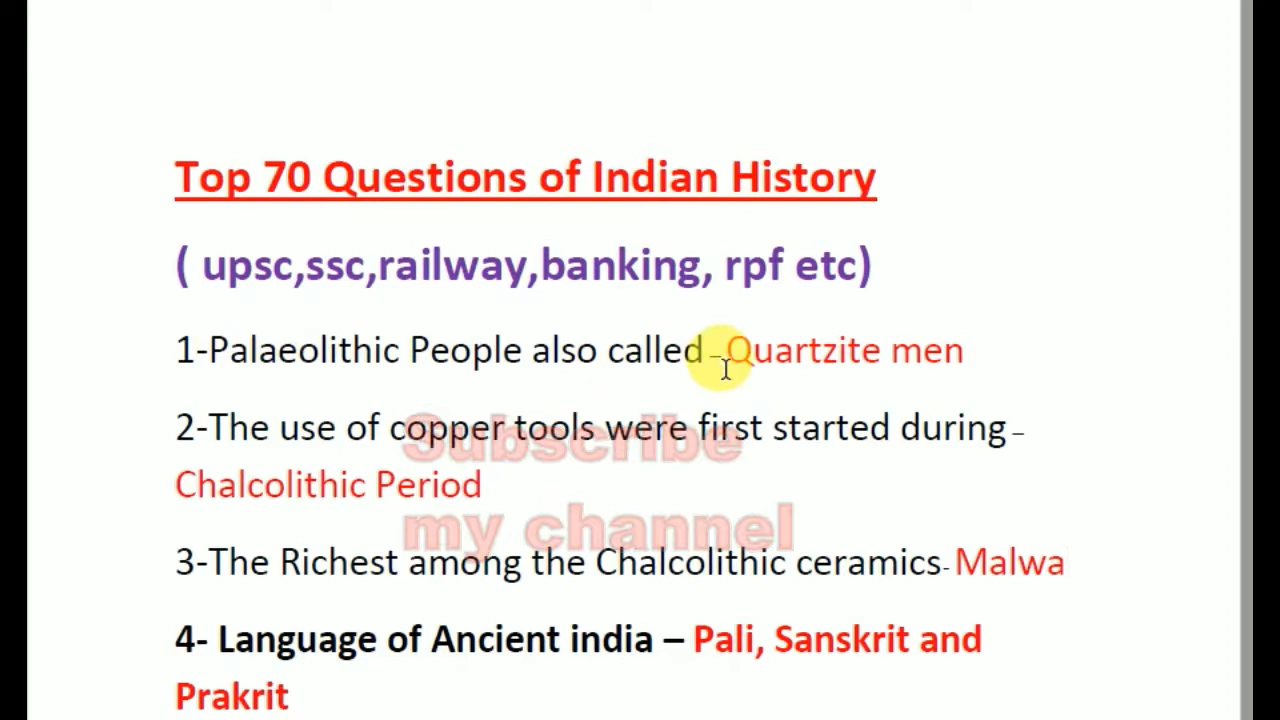 Top 70 Questions of Indian History
( upsc,ssc,railway,banking, rpf etc)
1-Palaeolithic People also called – Quartzite men
2-The use of copper tools were first started during –
Chalcolithic Period
Subscribe
my channel
3-The Richest among the Chalcolithic ceramics- Malwa
4- Language of Ancient india – Pali, Sanskrit and
Prakrit